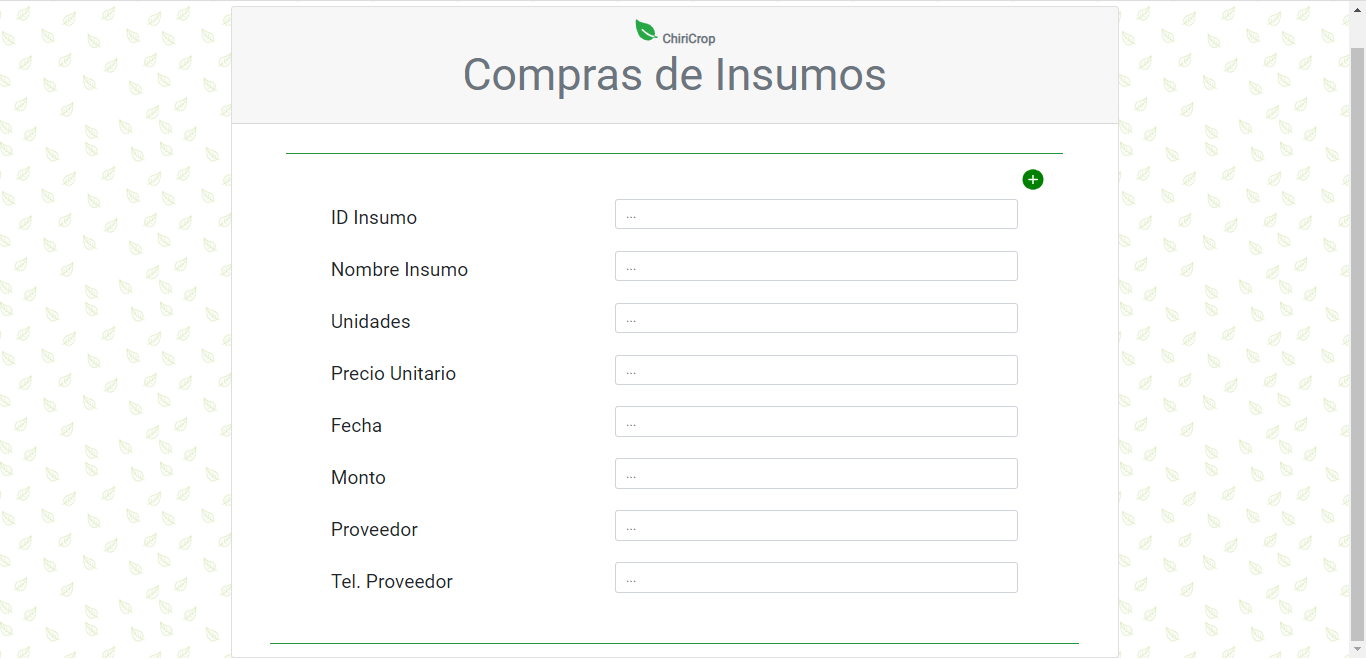 ChiriCrop
Compras de Insumos
ID Insumo ...
Nombre Insumo ...
Unidades ...
Precio Unitario ...
Fecha ...
Monto ...
Proveedor ...
Tel. Proveedor ...